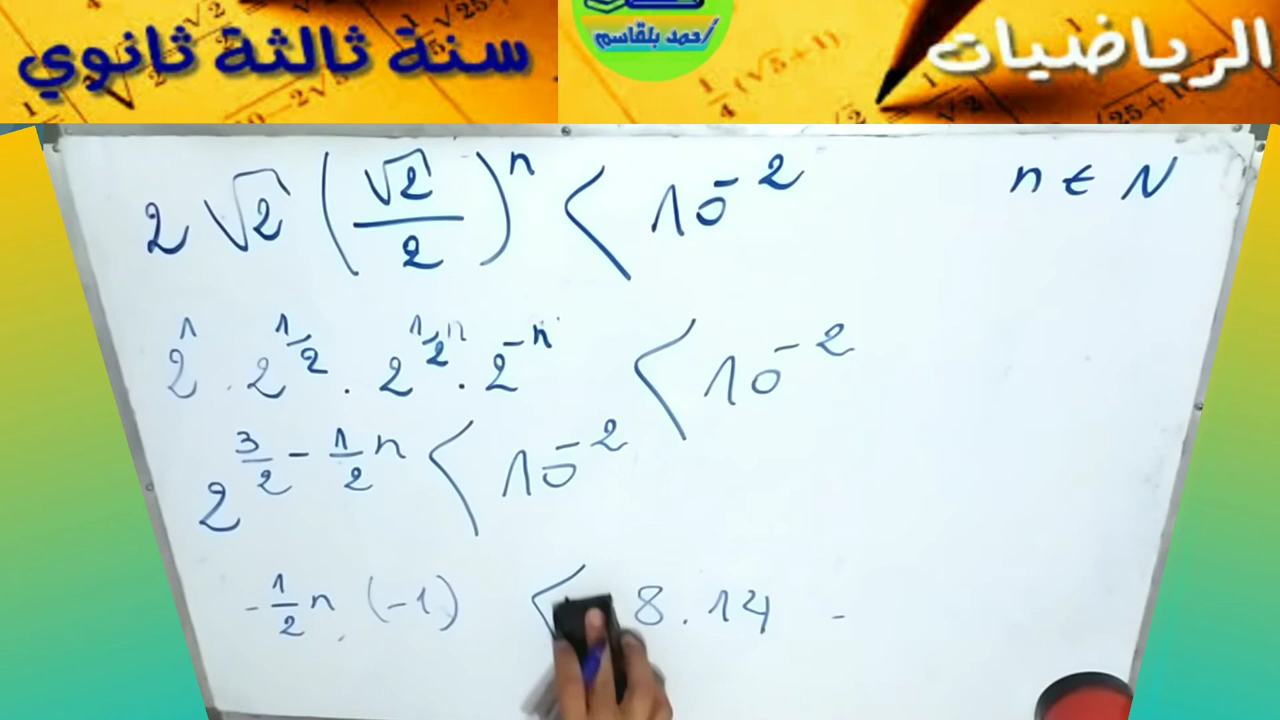 سنة ثالثة ثانوي
أحمد بلقاسم
الرياضيات
2√2 (√2/2)^n < 10^-2    n ∈ N
2^1 . 2^(1/2) . 2^(1/2 n) . 2^-n < 10^-2
2^(3/2 - 1/2 n) < 10^-2
-1/2 n . (-1) < 8.14 -